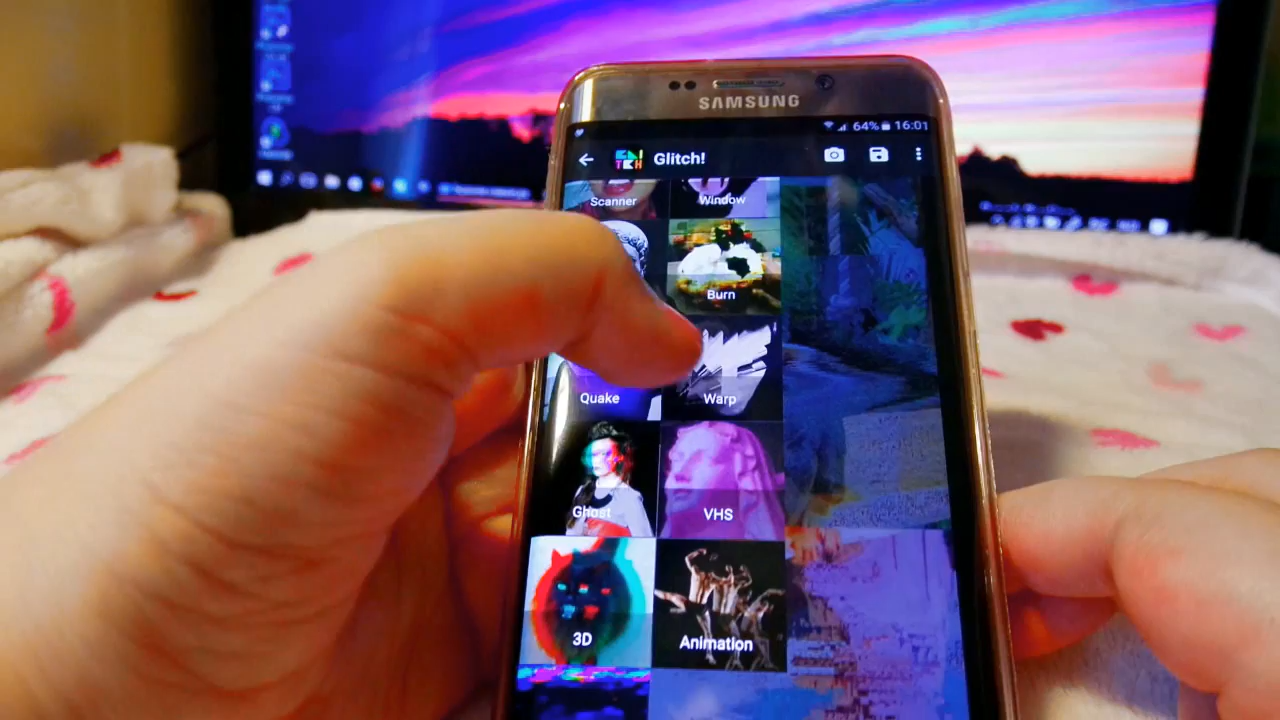 SAMSUNG
64% 16:01
Glitch!
Scanner
Window
Burn
Quake
Warp
Ghost
VHS
3D
Animation